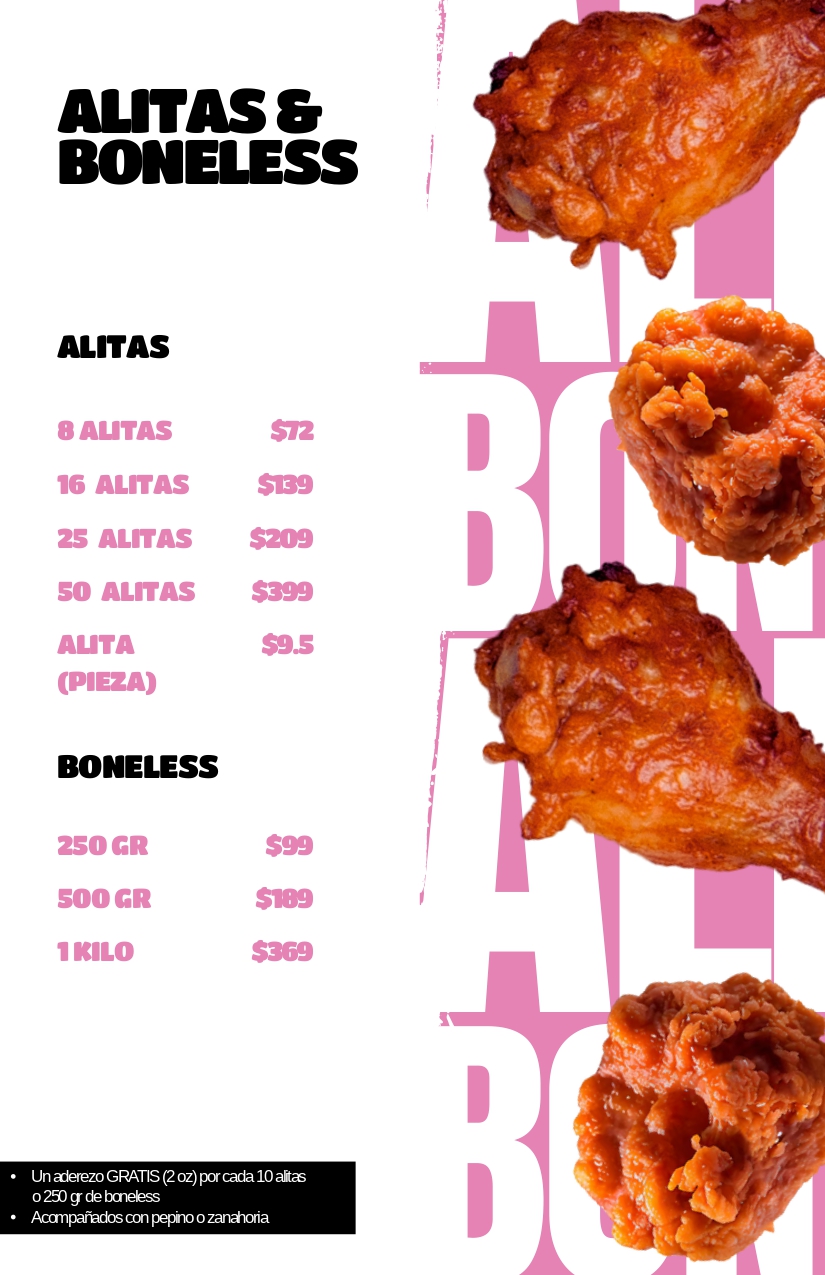 ALITAS &
BONELESS
ALITAS
8 ALITAS $72
16 ALITAS $139
25 ALITAS $209
50 ALITAS $399
ALITA $9.5
(PIEZA)
BONELESS
250 GR $99
500 GR $189
1 KILO $369
• Un aderezo GRATIS (2 oz) por cada 10 alitas
o 250 gr de boneless
• Acompañados con pepino o zanahoria